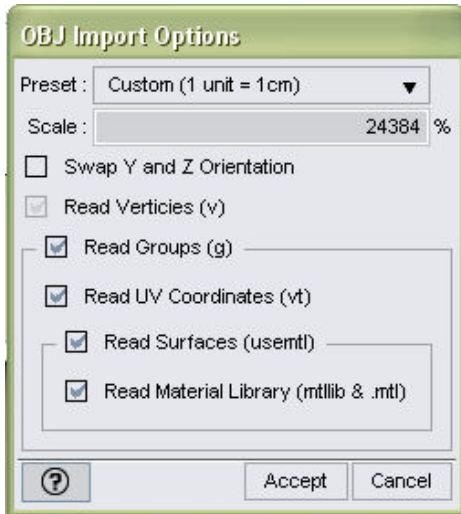 OBJ Import Options
Preset : Custom (1 unit = 1cm)
Scale : 24384 %
Swap Y and Z Orientation
Read Verticies (v)
Read Groups (g)
Read UV Coordinates (vt)
Read Surfaces (usemtl)
Read Material Library (mtllib & .mtl)
? Accept Cancel